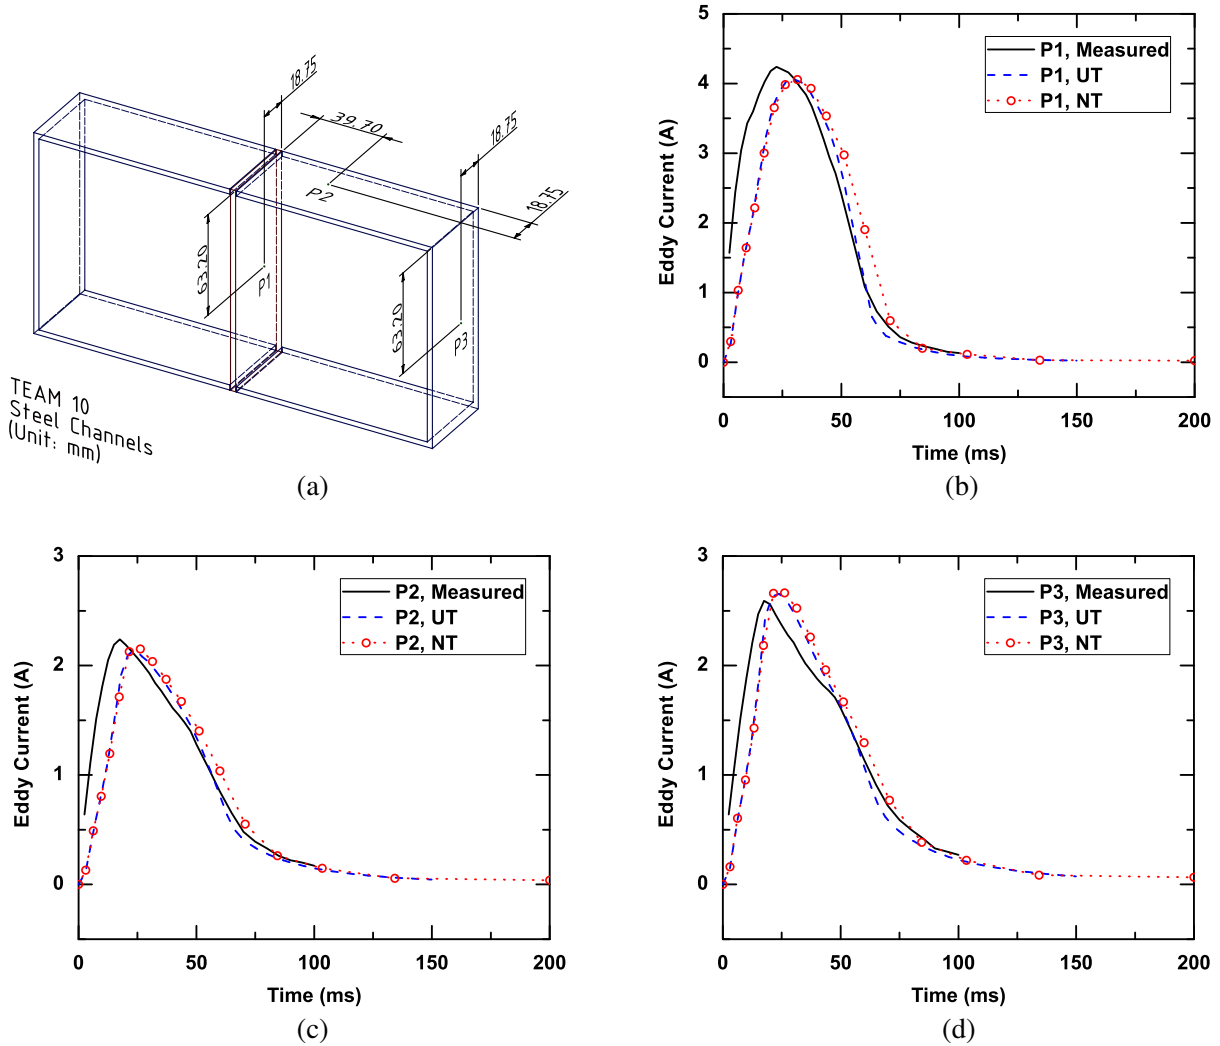 18.75
39.70
18.75
P2
18.75
63.20
P1
63.20
P3
TEAM 10
Steel Channels
(Unit: mm)
(a)
5
4
3
2
1
0
Eddy Current (A)
P1, Measured
P1, UT
P1, NT
0
50
100
150
200
Time (ms)
(b)
3
2
1
0
Eddy Current (A)
P2, Measured
P2, UT
P2, NT
0
50
100
150
200
Time (ms)
(c)
3
2
1
0
Eddy Current (A)
P3, Measured
P3, UT
P3, NT
0
50
100
150
200
Time (ms)
(d)